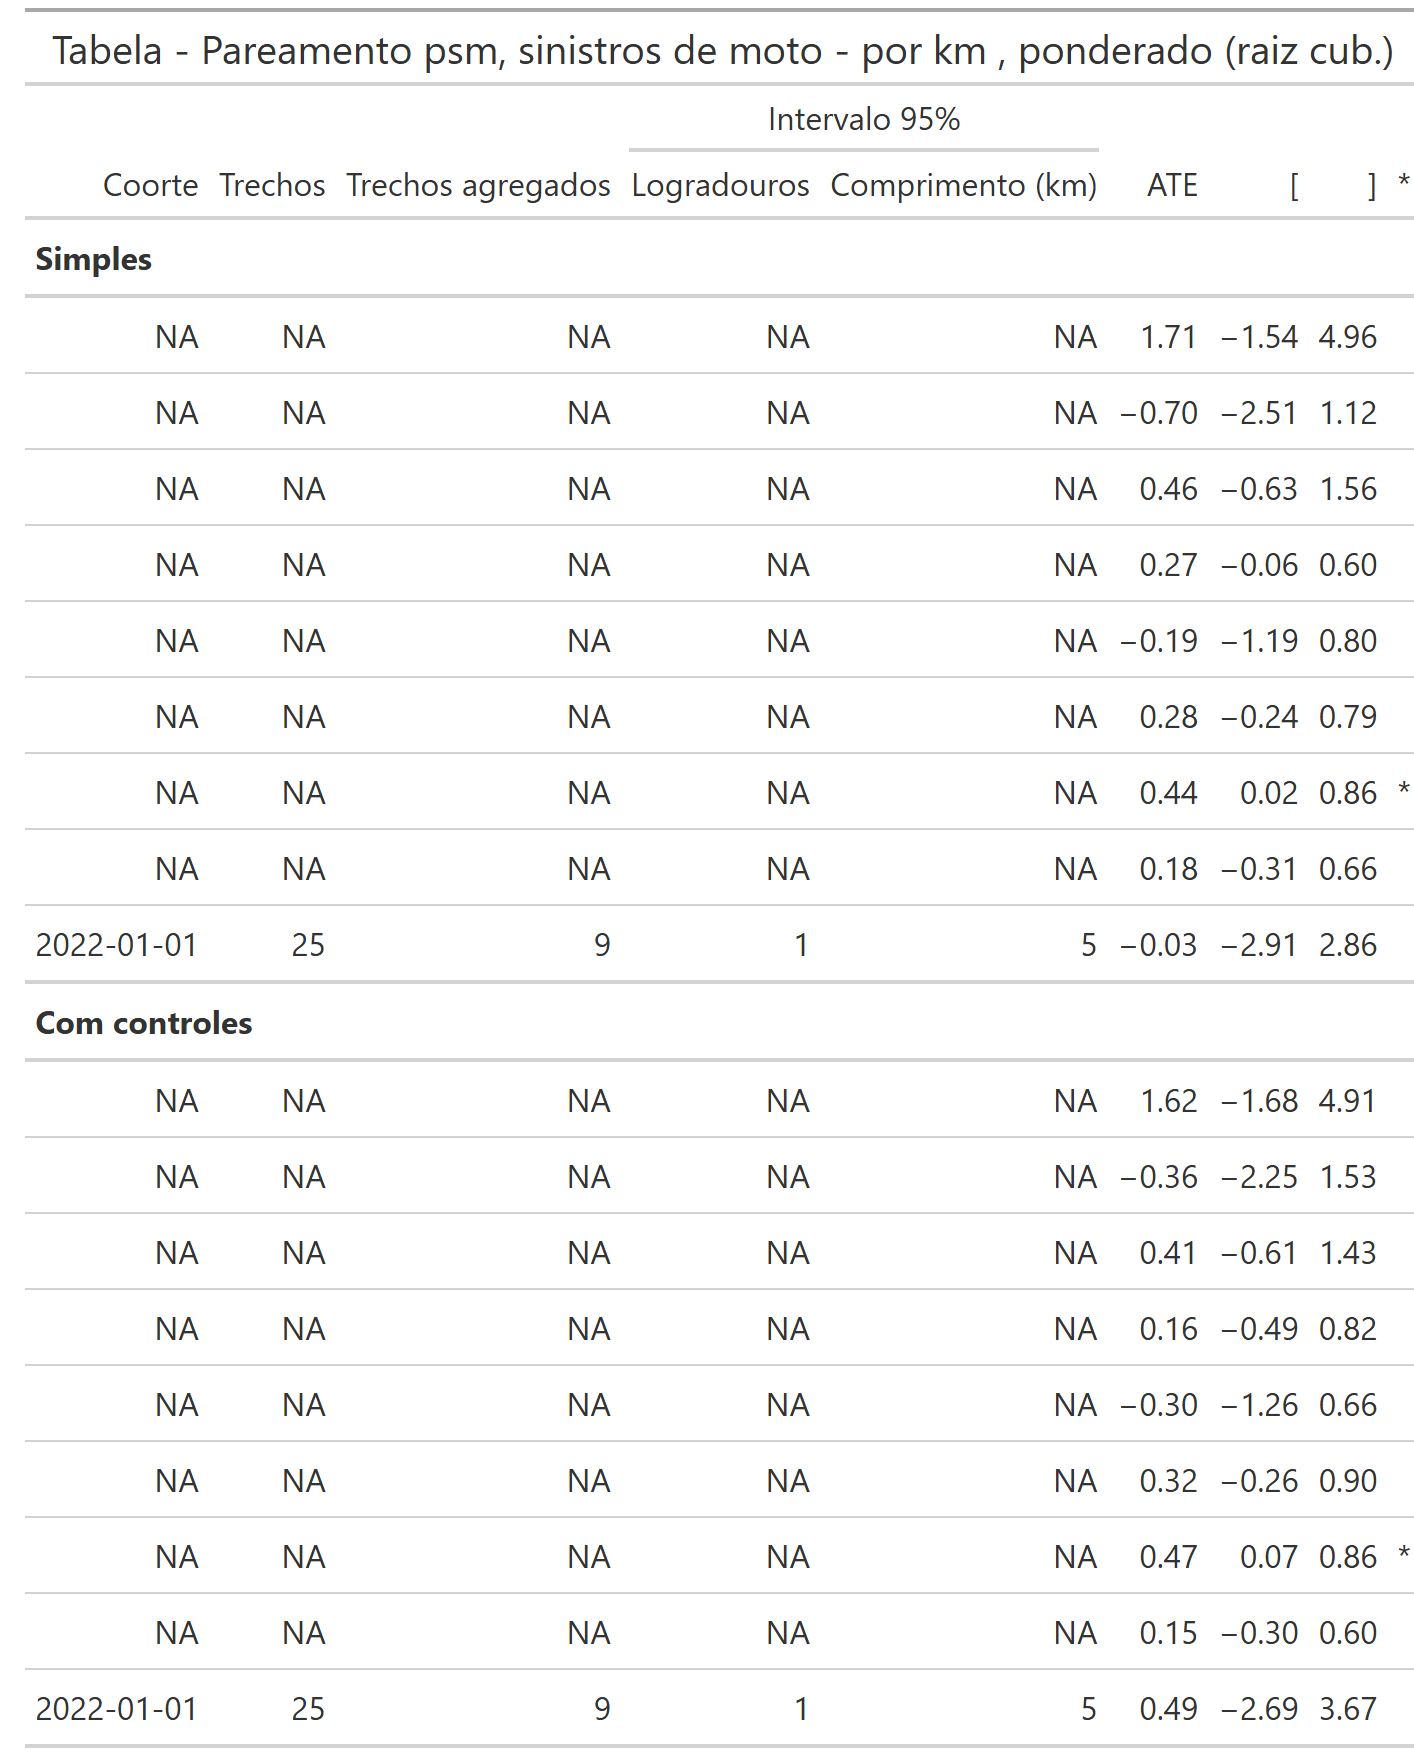 Tabela - Pareamento psm, sinistros de moto - por km , ponderado (raiz cub.)
Intervalo 95%
Coorte Trechos Trechos agregados Logradouros Comprimento (km) ATE [ ] *
Simples
NA NA NA NA NA 1.71 −1.54 4.96
NA NA NA NA NA −0.70 −2.51 1.12
NA NA NA NA NA 0.46 −0.63 1.56
NA NA NA NA NA 0.27 −0.06 0.60
NA NA NA NA NA −0.19 −1.19 0.80
NA NA NA NA NA 0.28 −0.24 0.79
NA NA NA NA NA 0.44 0.02 0.86 *
NA NA NA NA NA 0.18 −0.31 0.66
2022-01-01 25 9 1 5 −0.03 −2.91 2.86
Com controles
NA NA NA NA NA 1.62 −1.68 4.91
NA NA NA NA NA −0.36 −2.25 1.53
NA NA NA NA NA 0.41 −0.61 1.43
NA NA NA NA NA 0.16 −0.49 0.82
NA NA NA NA NA −0.30 −1.26 0.66
NA NA NA NA NA 0.32 −0.26 0.90
NA NA NA NA NA 0.47 0.07 0.86 *
NA NA NA NA NA 0.15 −0.30 0.60
2022-01-01 25 9 1 5 0.49 −2.69 3.67